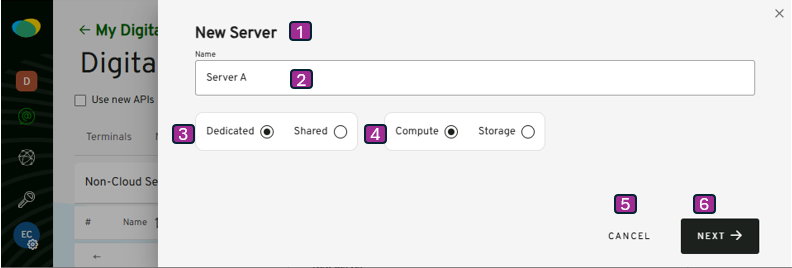 ← My Digita
Digita
D
Use new APIs
Terminals
Non-Cloud Se
# Name
EC
New Server 1
Name
Server A 2
3 Dedicated Shared 4 Compute Storage
5 6
CANCEL NEXT →